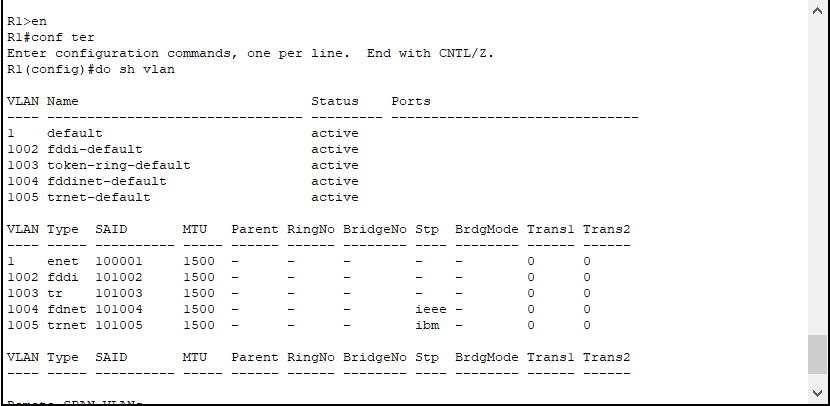 R1>en
R1#conf ter
Enter configuration commands, one per line.  End with CNTL/Z.
R1(config)#do sh vlan
VLAN Name                             Status    Ports
---- -------------------------------- --------- -------------------------------
1    default                          active
1002 fddi-default                     active
1003 token-ring-default               active
1004 fddinet-default                  active
1005 trnet-default                    active
VLAN Type  SAID       MTU   Parent RingNo BridgeNo Stp  BrdgMode Trans1 Trans2
---- ----- ---------- ----- ------ ------ -------- ---- -------- ------ ------
1    enet  100001     1500  -      -      -        -    -        0      0
1002 fddi  101002     1500  -      -      -        -    -        0      0
1003 tr    101003     1500  -      -      -        -    -        0      0
1004 fdnet 101004     1500  -      -      -        ieee -        0      0
1005 trnet 101005     1500  -      -      -        ibm  -        0      0
VLAN Type  SAID       MTU   Parent RingNo BridgeNo Stp  BrdgMode Trans1 Trans2
---- ----- ---------- ----- ------ ------ -------- ---- -------- ------ ------
Remote SPAN VLANs